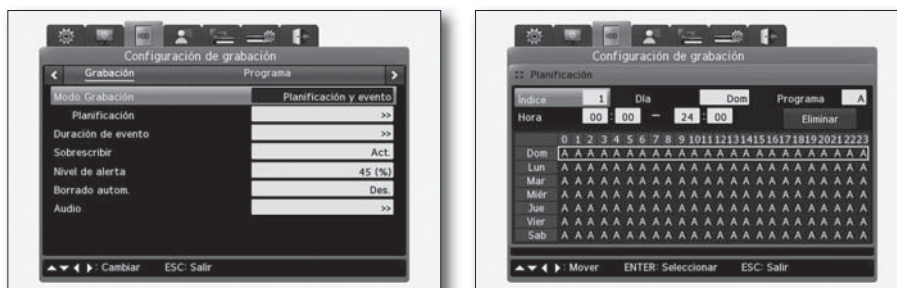 HDD
Configuración de grabación
Grabación Programa
Modo Grabación Planificación y evento
Planificación >>
Duración de evento >>
Sobrescribir Act.
Nivel de alerta 45 (%)
Borrado autom. Des.
Audio >>
: Cambiar ESC: Salir
HDD
Configuración de grabación
:: Planificación
Índice 1 Día Dom Programa A
Hora 00 : 00 - 24 : 00 Eliminar
0 1 2 3 4 5 6 7 8 9 10 11 12 13 14 15 16 17 18 19 20 21 22 23
Dom A A A A A A A A A A A A A A A A A A A A A A A A
Lun A A A A A A A A A A A A A A A A A A A A A A A A
Mar A A A A A A A A A A A A A A A A A A A A A A A A
Miér A A A A A A A A A A A A A A A A A A A A A A A A
Jue A A A A A A A A A A A A A A A A A A A A A A A A
Vier A A A A A A A A A A A A A A A A A A A A A A A A
Sab A A A A A A A A A A A A A A A A A A A A A A A A
: Mover ENTER: Seleccionar ESC: Salir